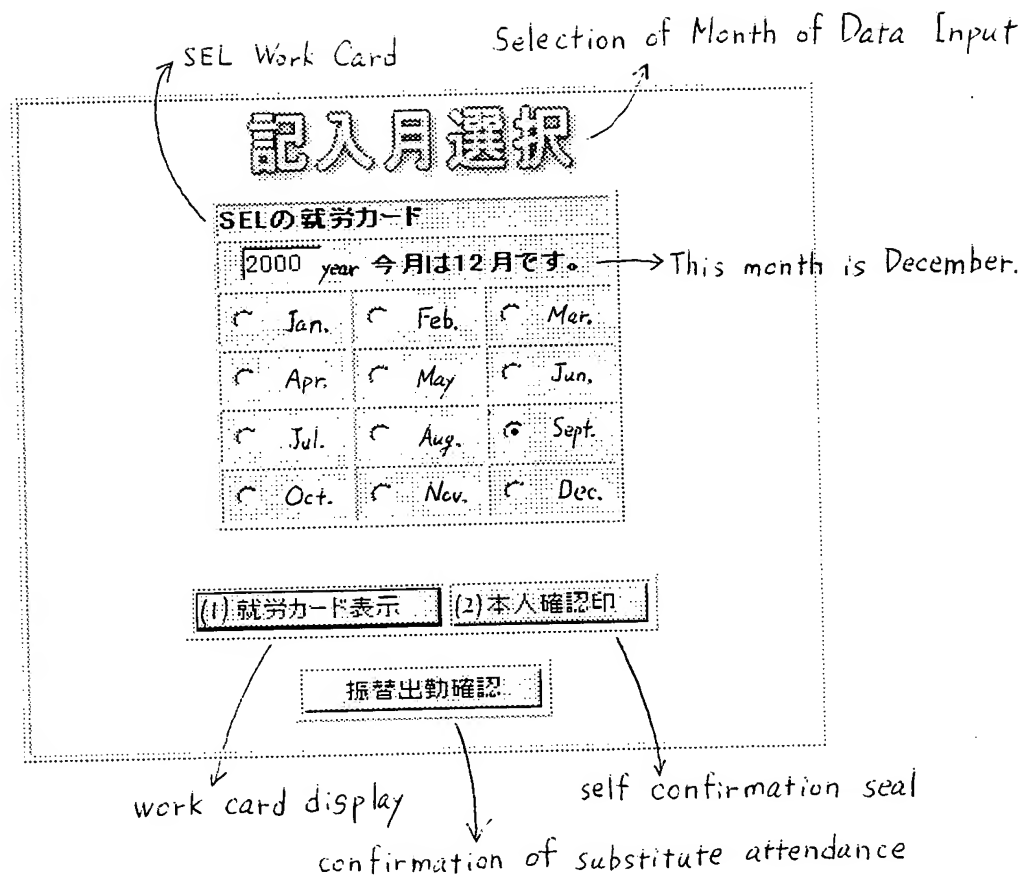 SEL Work Card
Selection of Month of Data Input
記入月選択
SELの就労カード
2000 year 今月は12月です。
This month is December.
Jan. Feb. Mar.
Apr. May Jun.
Jul. Aug. Sept.
Oct. Nov. Dec.
(1)就労カード表示 (2)本人確認印
振替出勤確認
work card display
self confirmation seal
confirmation of substitute attendance